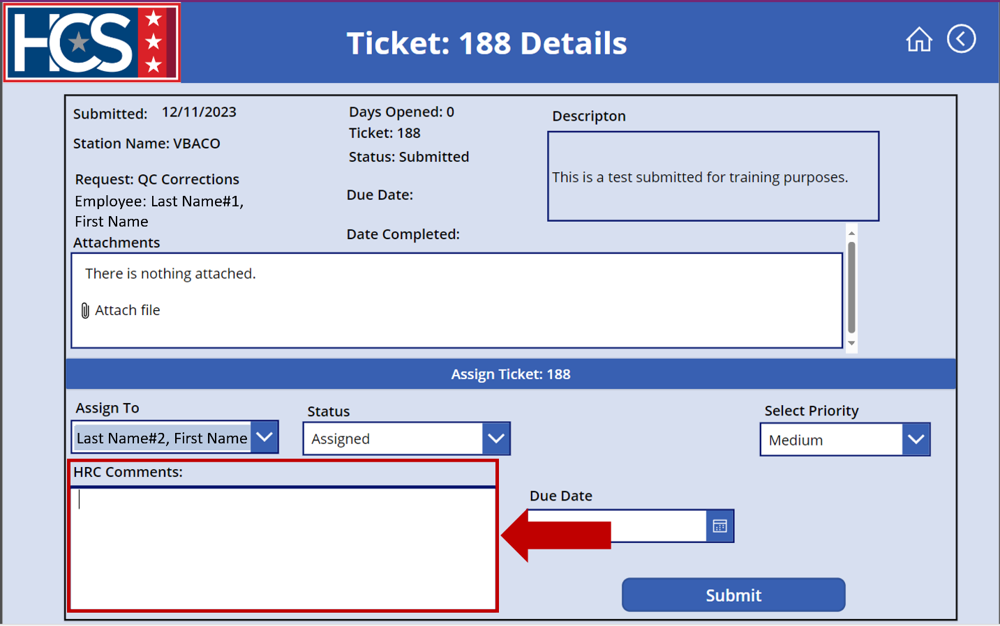 HCS
Ticket: 188 Details
Submitted: 12/11/2023
Station Name: VBACO
Request: QC Corrections
Employee: Last Name#1,
First Name
Days Opened: 0
Ticket: 188
Status: Submitted
Due Date:
Date Completed:
Descripton
This is a test submitted for training purposes.
Attachments
There is nothing attached.
Attach file
Assign Ticket: 188
Assign To
Last Name#2, First Name
Status
Assigned
Select Priority
Medium
HRC Comments:
Due Date
Submit